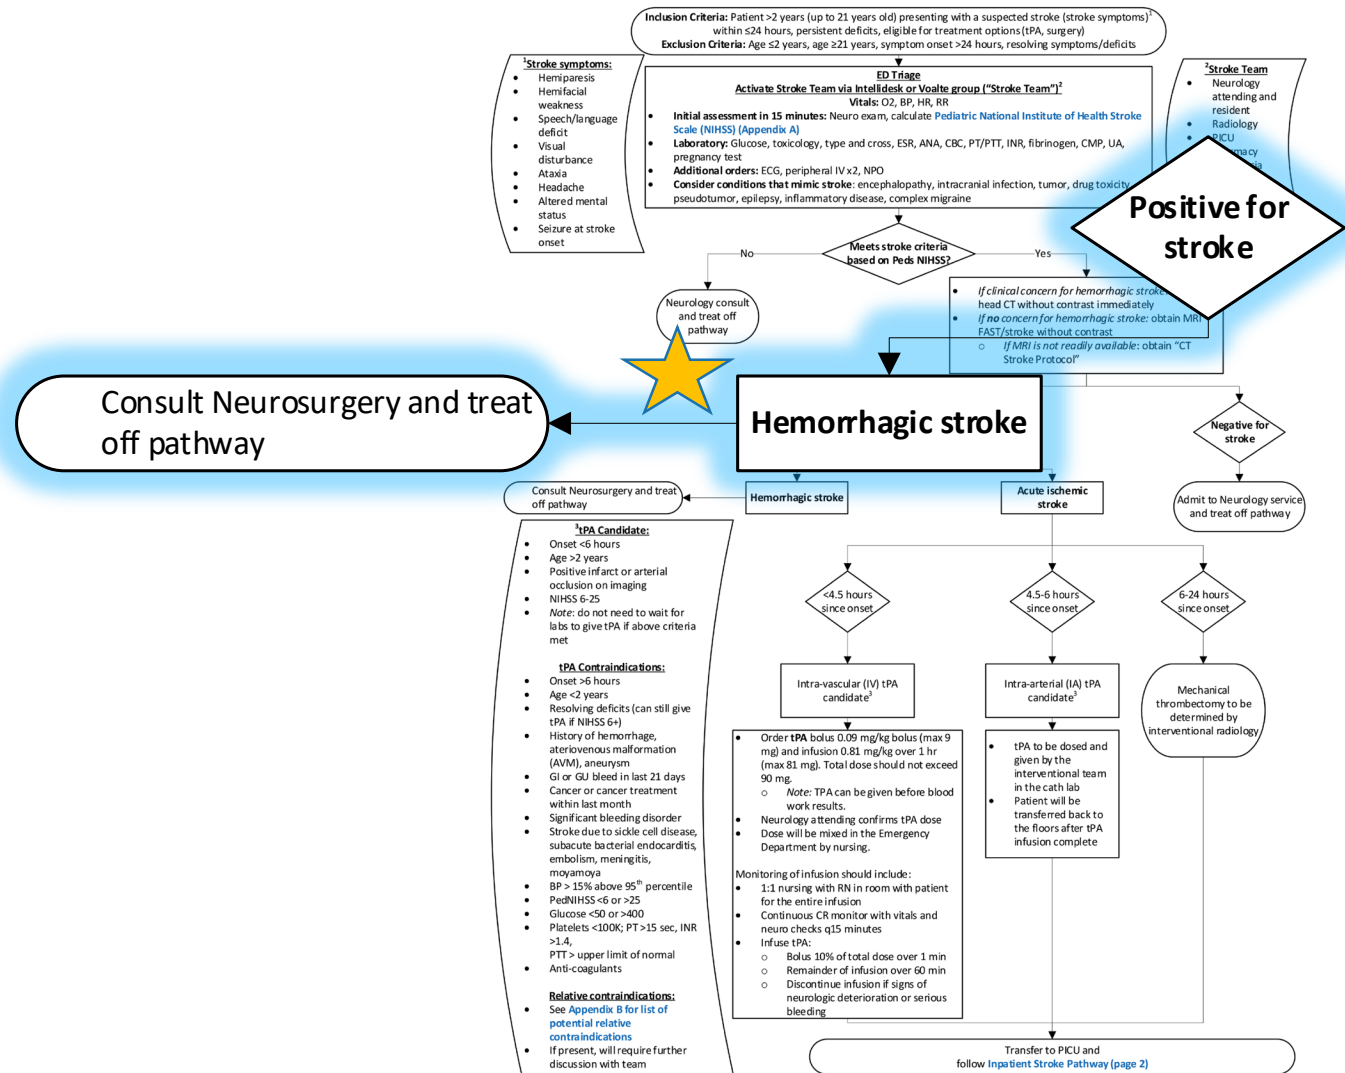 Inclusion Criteria: Patient >2 years (up to 21 years old) presenting with a suspected stroke (stroke symptoms)1
within ≤24 hours, persistent deficits, eligible for treatment options (tPA, surgery)
Exclusion Criteria: Age ≤2 years, age ≥21 years, symptom onset >24 hours, resolving symptoms/deficits
1Stroke symptoms:
• Hemiparesis
• Hemifacial
weakness
• Speech/language
deficit
• Visual
disturbance
• Ataxia
• Headache
• Altered mental
status
• Seizure at stroke
onset
ED Triage
Activate Stroke Team via Intellidesk or Voalte group ("Stroke Team")2
Vitals: O2, BP, HR, RR
• Initial assessment in 15 minutes: Neuro exam, calculate Pediatric National Institute of Health Stroke
Scale (NIHSS) (Appendix A)
• Laboratory: Glucose, toxicology, type and cross, ESR, ANA, CBC, PT/PTT, INR, fibrinogen, CMP, UA,
pregnancy test
• Additional orders: ECG, peripheral IV x2, NPO
• Consider conditions that mimic stroke: encephalopathy, intracranial infection, tumor, drug toxicity,
pseudotumor, epilepsy, inflammatory disease, complex migraine
2Stroke Team
• Neurology
attending and
resident
• Radiology
• PICU
Positive for
stroke
Meets stroke criteria
based on Peds NIHSS?
No
Yes
Neurology consult
and treat off
pathway
• If clinical concern for hemorrhagic stroke:
head CT without contrast immediately
• If no concern for hemorrhagic stroke: obtain MRI
FAST/stroke without contrast
o If MRI is not readily available: obtain "CT
Stroke Protocol"
Consult Neurosurgery and treat
off pathway
Hemorrhagic stroke
Negative for
stroke
Admit to Neurology service
and treat off pathway
Consult Neurosurgery and treat
off pathway
Hemorrhagic stroke
Acute ischemic
stroke
3tPA Candidate:
• Onset <6 hours
• Age >2 years
• Positive infarct or arterial
occlusion on imaging
• NIHSS 6-25
• Note: do not need to wait for
labs to give tPA if above criteria
met
tPA Contraindications:
• Onset >6 hours
• Age <2 years
• Resolving deficits (can still give
tPA if NIHSS 6+)
• History of hemorrhage,
ateriovenous malformation
(AVM), aneurysm
• GI or GU bleed in last 21 days
• Cancer or cancer treatment
within last month
• Significant bleeding disorder
• Stroke due to sickle cell disease,
subacute bacterial endocarditis,
embolism, meningitis,
moyamoya
• BP > 15% above 95th percentile
• PedNIHSS <6 or >25
• Glucose <50 or >400
• Platelets <100K; PT >15 sec, INR
>1.4,
PTT > upper limit of normal
• Anti-coagulants
Relative contraindications:
• See Appendix B for list of
potential relative
contraindications
• If present, will require further
discussion with team
<4.5 hours
since onset
4.5-6 hours
since onset
6-24 hours
since onset
Intra-vascular (IV) tPA
candidate3
Intra-arterial (IA) tPA
candidate3
Mechanical
thrombectomy to be
determined by
interventional radiology
• Order tPA bolus 0.09 mg/kg bolus (max 9
mg) and infusion 0.81 mg/kg over 1 hr
(max 81 mg). Total dose should not exceed
90 mg.
o Note: TPA can be given before blood
work results.
• Neurology attending confirms tPA dose
• Dose will be mixed in the Emergency
Department by nursing.
Monitoring of infusion should include:
• 1:1 nursing with RN in room with patient
for the entire infusion
• Continuous CR monitor with vitals and
neuro checks q15 minutes
• Infuse tPA:
o Bolus 10% of total dose over 1 min
o Remainder of infusion over 60 min
o Discontinue infusion if signs of
neurologic deterioration or serious
bleeding
• tPA to be dosed and
given by the
interventional team
in the cath lab
• Patient will be
transferred back to
the floors after tPA
infusion complete
Transfer to PICU and
follow Inpatient Stroke Pathway (page 2)